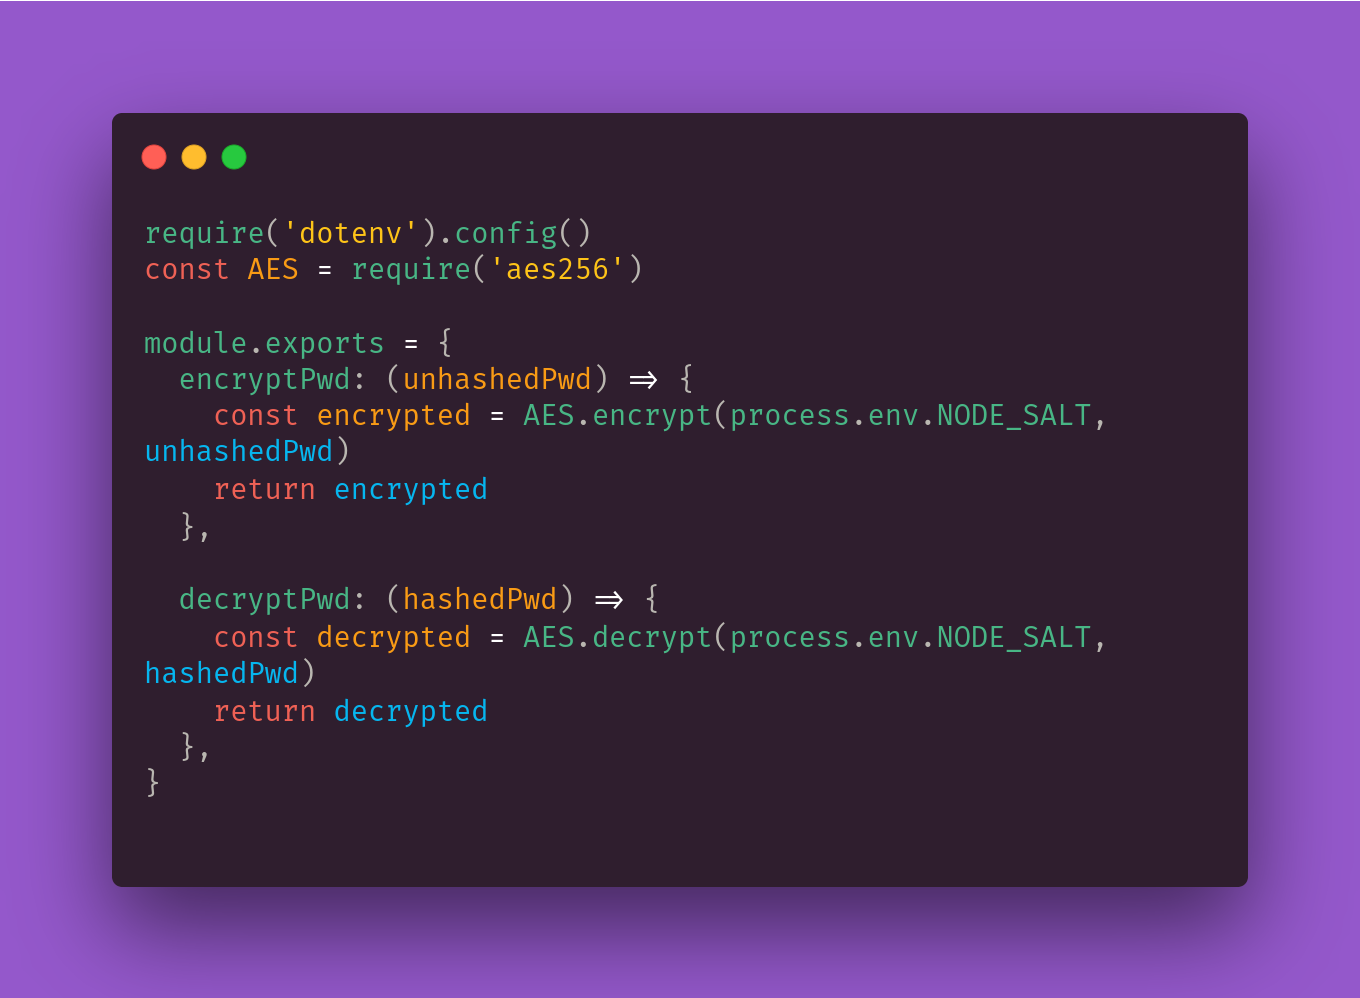 require('dotenv').config()
const AES = require('aes256')
module.exports = {
encryptPwd: (unhashedPwd) => {
const encrypted = AES.encrypt(process.env.NODE_SALT,
unhashedPwd)
return encrypted
},
decryptPwd: (hashedPwd) => {
const decrypted = AES.decrypt(process.env.NODE_SALT,
hashedPwd)
return decrypted
},
}